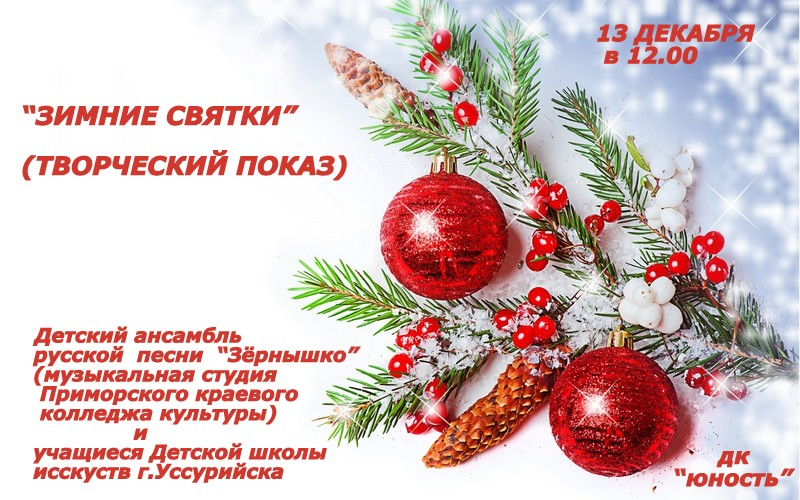 13 ДЕКАБРЯ
в 12.00
“ЗИМНИЕ СВЯТКИ”
(ТВОРЧЕСКИЙ ПОКАЗ)
Детский ансамбль
русской песни “Зёрнышко”
(музыкальная студия
Приморского краевого
колледжа культуры)
и
учащиеся Детской школы
исскуств г.Уссурийска
ДК
“ЮНОСТЬ”